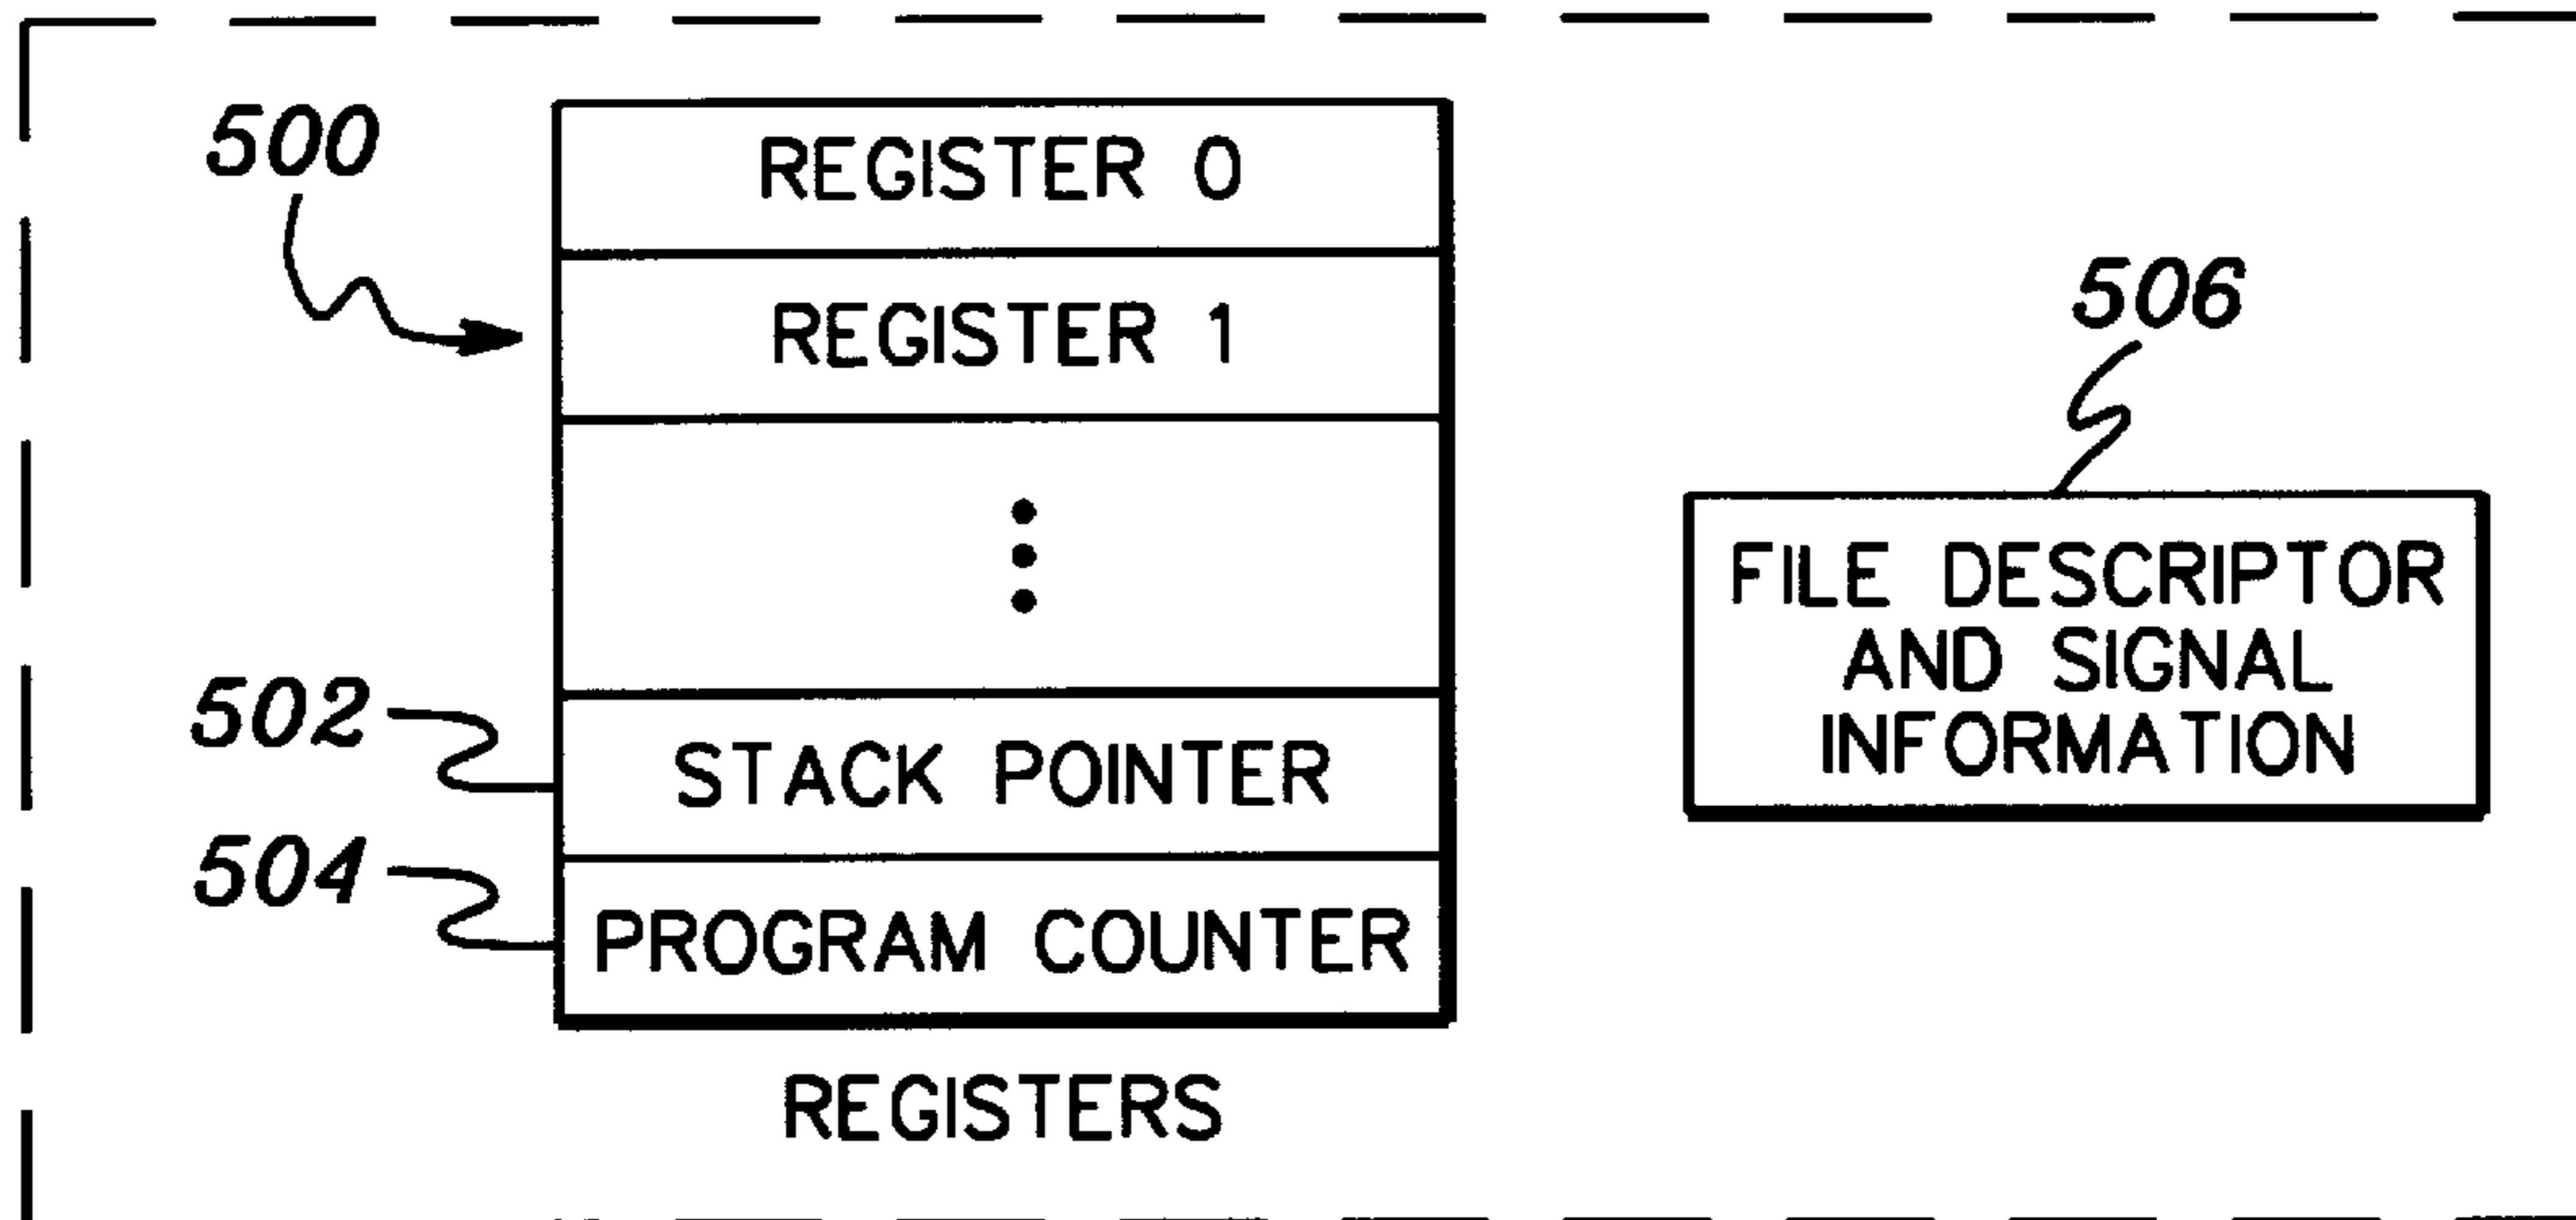 500
REGISTER 0
REGISTER 1
506
FILE DESCRIPTOR
AND SIGNAL
INFORMATION
502
STACK POINTER
504
PROGRAM COUNTER
REGISTERS